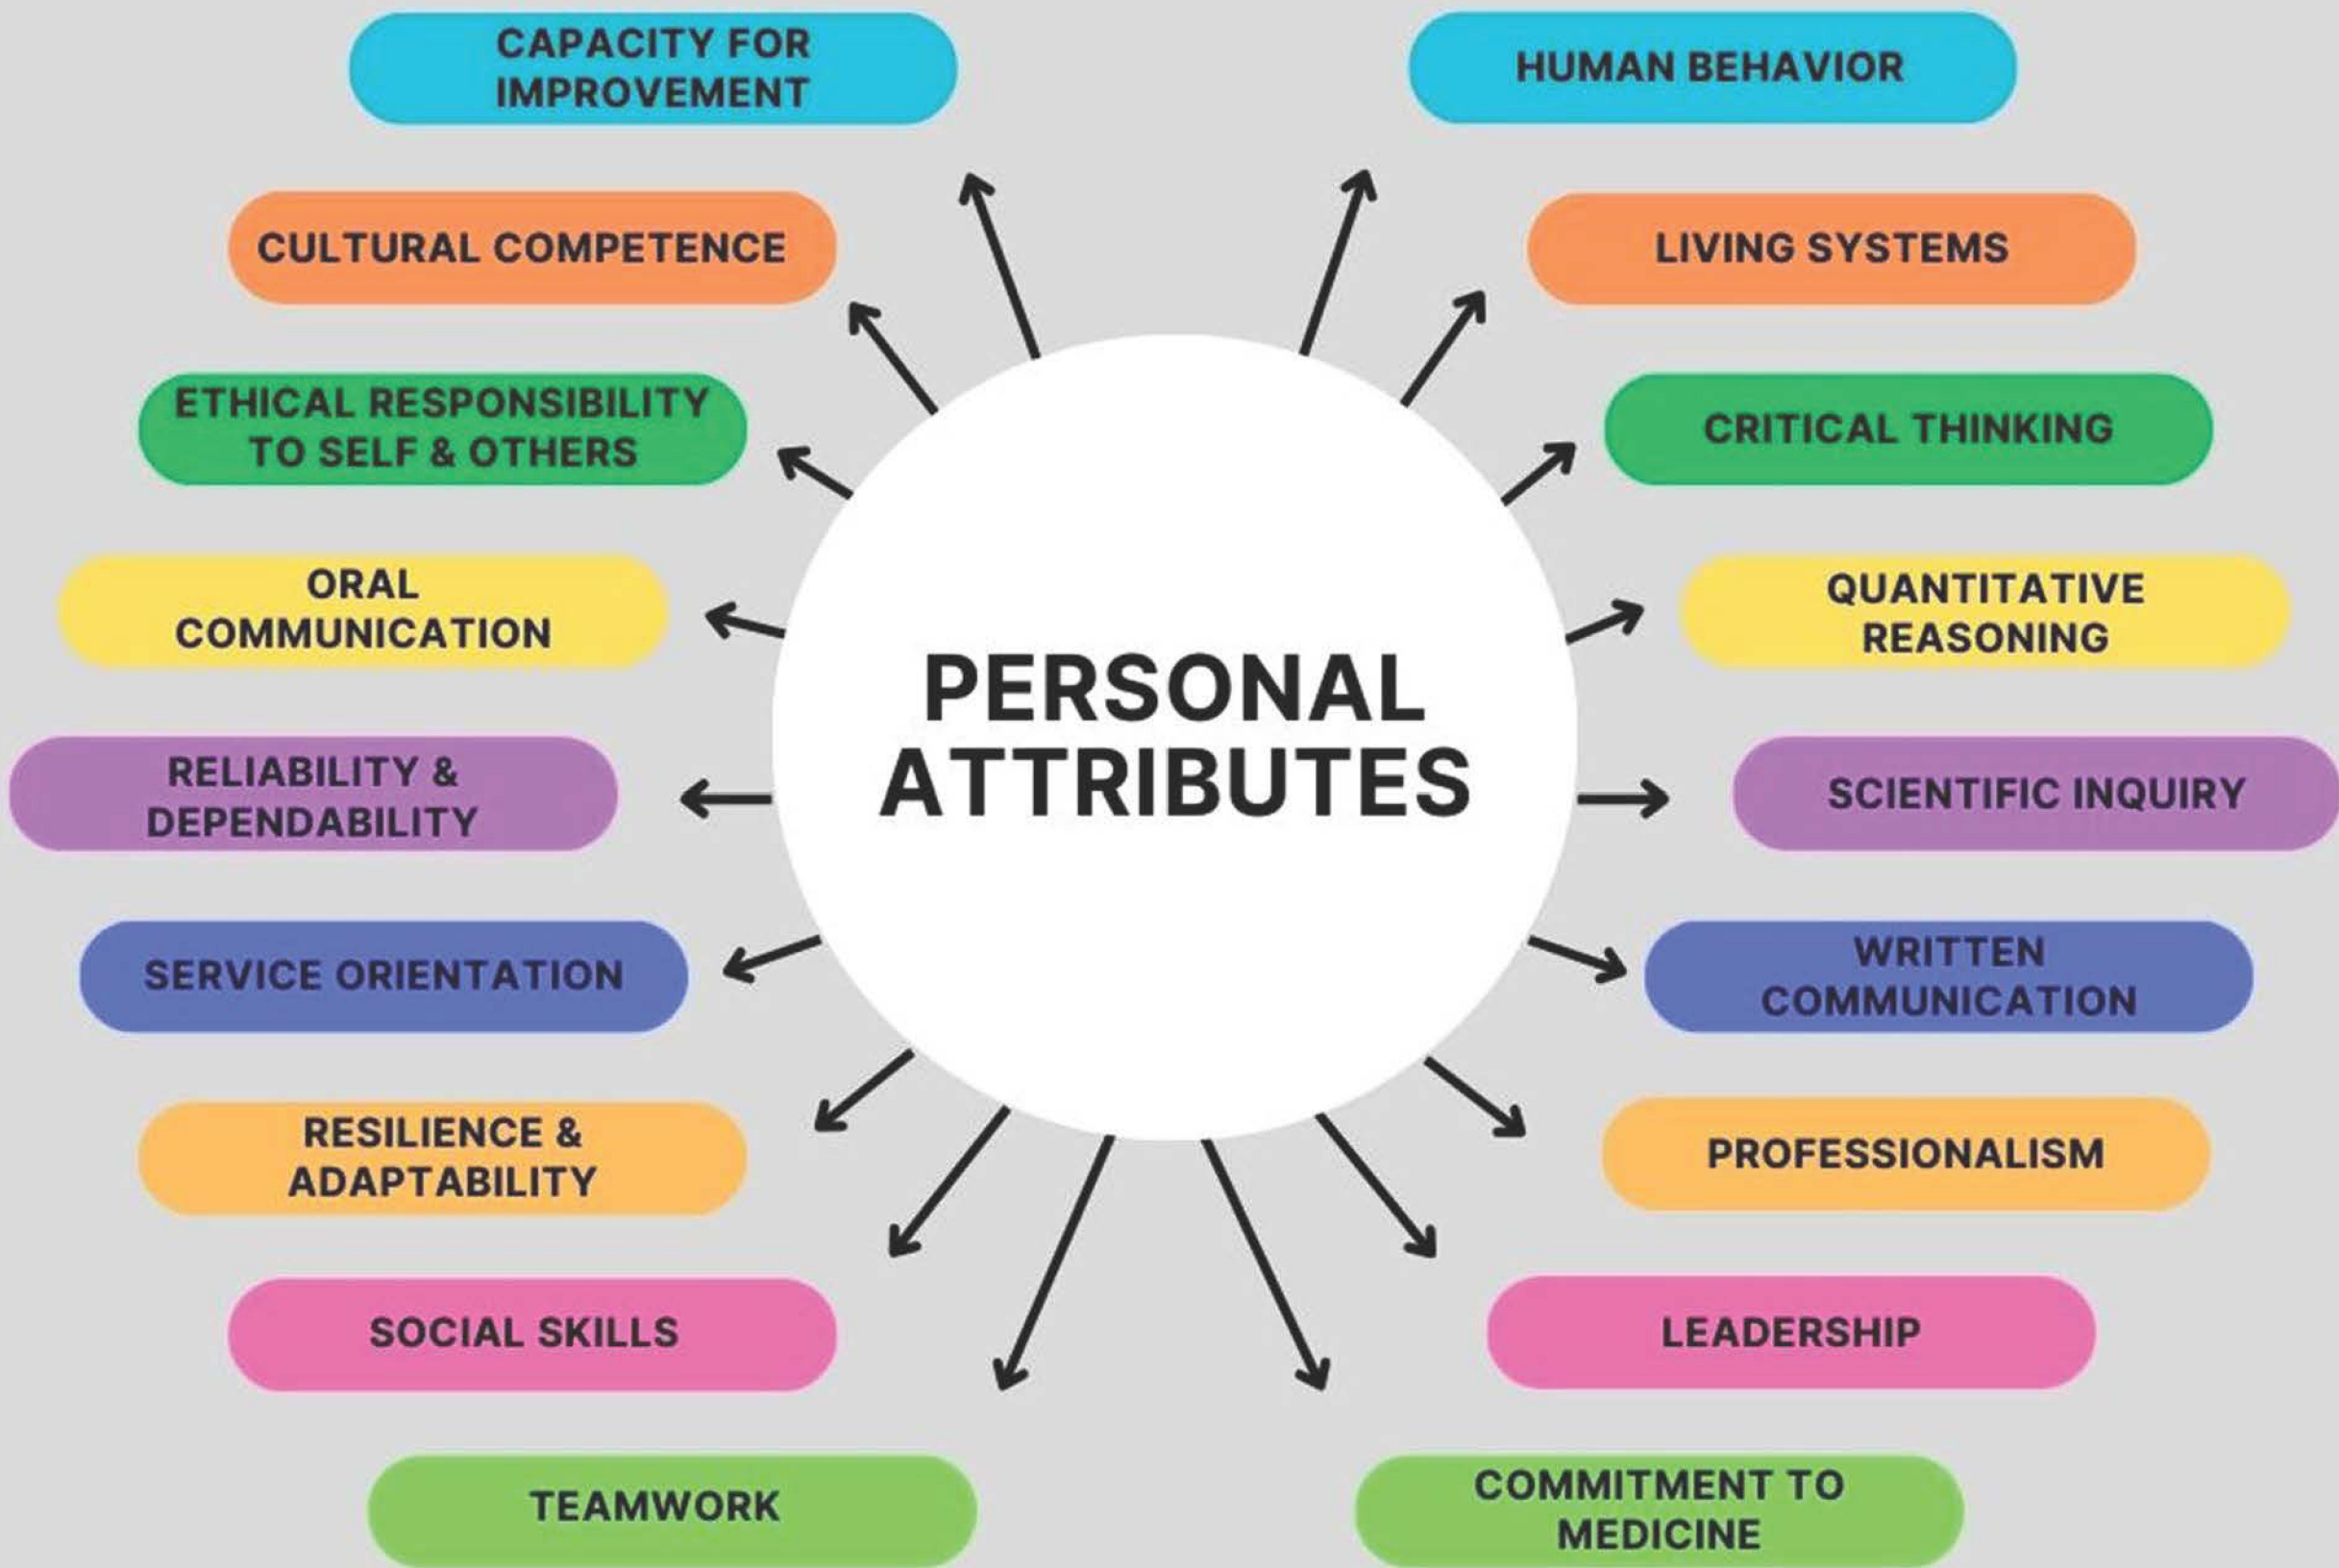 CAPACITY FOR
IMPROVEMENT
HUMAN BEHAVIOR
CULTURAL COMPETENCE
LIVING SYSTEMS
ETHICAL RESPONSIBILITY
TO SELF & OTHERS
CRITICAL THINKING
ORAL
COMMUNICATION
QUANTITATIVE
REASONING
PERSONAL
ATTRIBUTES
RELIABILITY &
DEPENDABILITY
SCIENTIFIC INQUIRY
SERVICE ORIENTATION
WRITTEN
COMMUNICATION
RESILIENCE &
ADAPTABILITY
PROFESSIONALISM
SOCIAL SKILLS
LEADERSHIP
TEAMWORK
COMMITMENT TO
MEDICINE